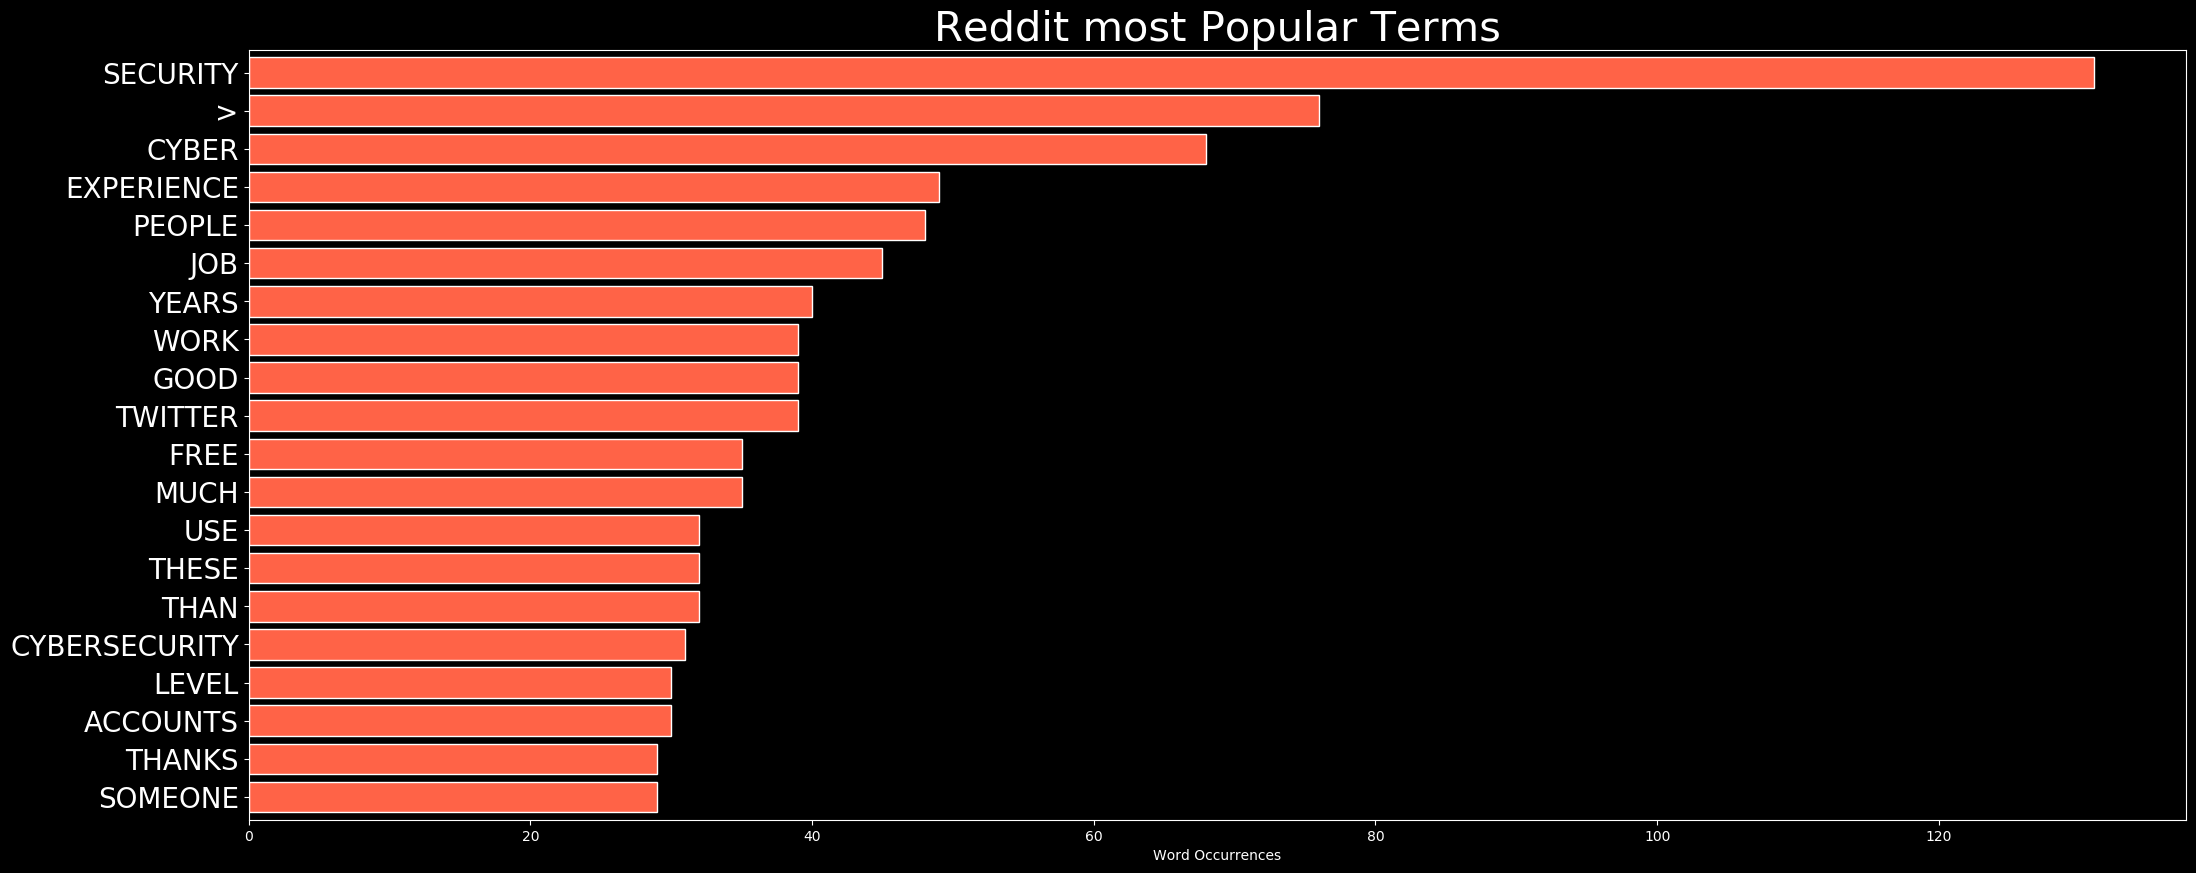 Reddit most Popular Terms
SECURITY
>
CYBER
EXPERIENCE
PEOPLE
JOB
YEARS
WORK
GOOD
TWITTER
FREE
MUCH
USE
THESE
THAN
CYBERSECURITY
LEVEL
ACCOUNTS
THANKS
SOMEONE
0 20 40 60 80 100 120
Word Occurrences